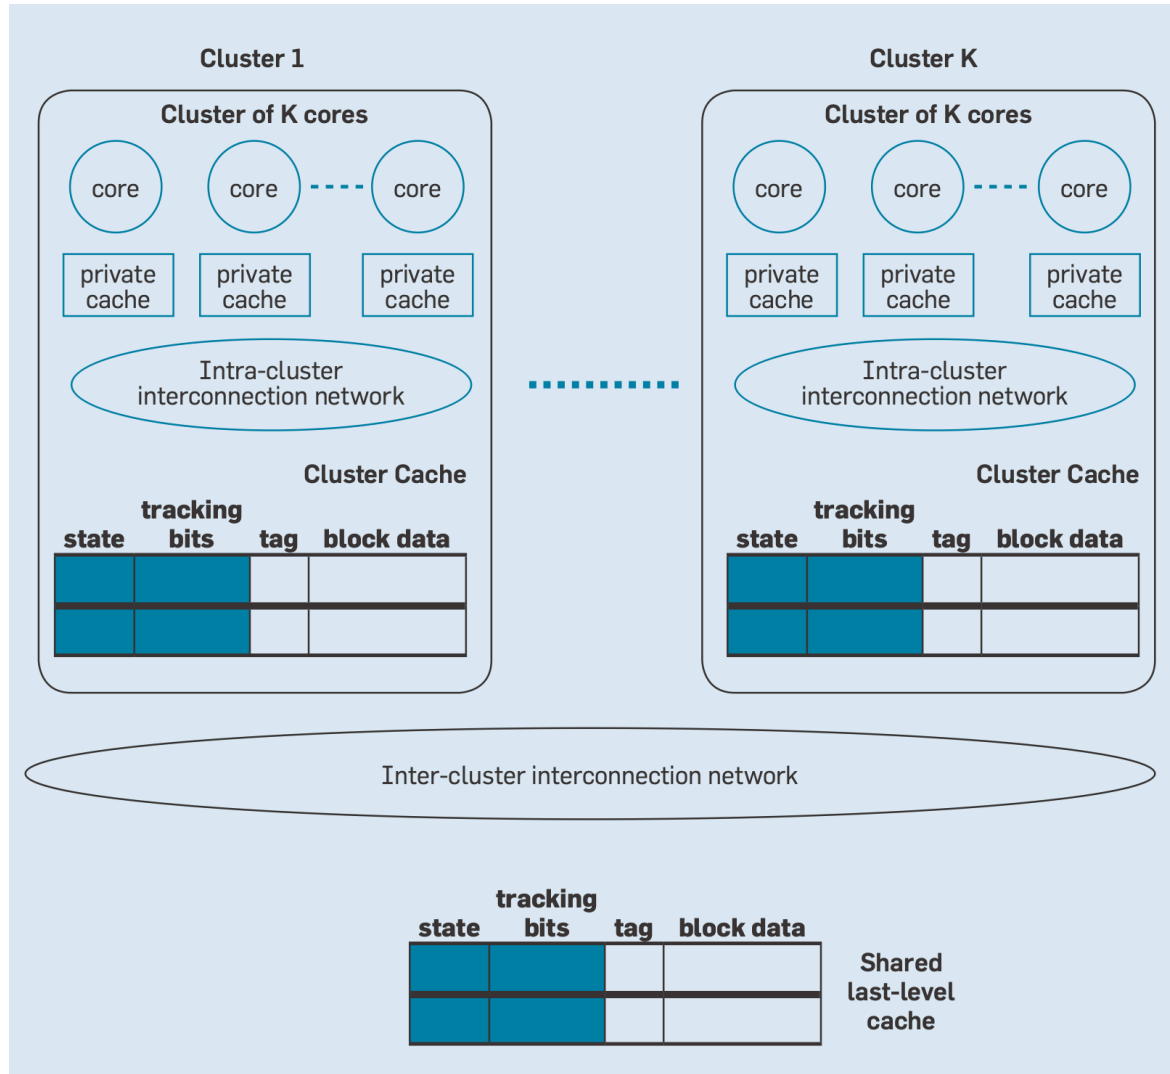 Cluster 1
Cluster K
Cluster of K cores
Cluster of K cores
core
core
core
core
core
core
private
cache
private
cache
private
cache
private
cache
private
cache
private
cache
Intra-cluster
interconnection network
Intra-cluster
interconnection network
Cluster Cache
Cluster Cache
state
tracking
bits
tag
block data
state
tracking
bits
tag
block data
Inter-cluster interconnection network
state
tracking
bits
tag
block data
Shared
last-level
cache